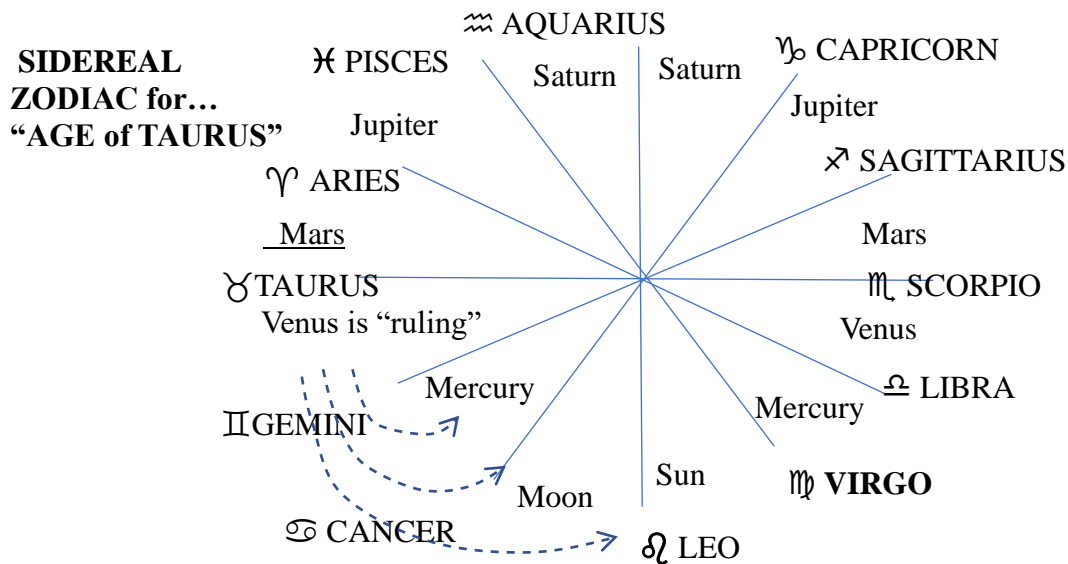 ♒ AQUARIUS
SIDEREAL
ZODIAC for…
“AGE of TAURUS”
♓ PISCES
Saturn
Saturn
♑ CAPRICORN
Jupiter
Jupiter
♈ ARIES
♐ SAGITTARIUS
Mars
Mars
♉TAURUS
♏ SCORPIO
Venus is “ruling”
Venus
Mercury
♎ LIBRA
♊GEMINI
Mercury
Moon
Sun
♍ VIRGO
♋ CANCER
♌ LEO